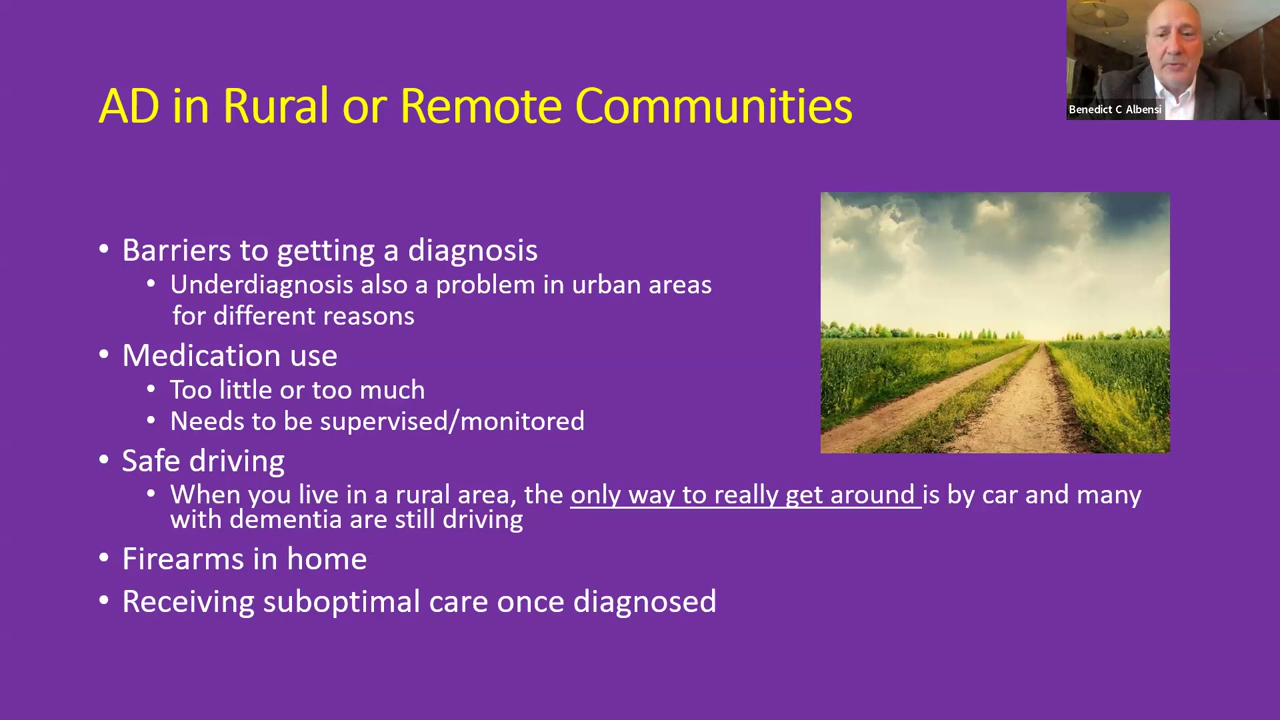 AD in Rural or Remote Communities
Benedict C Albensi
• Barriers to getting a diagnosis
• Underdiagnosis also a problem in urban areas
for different reasons
• Medication use
• Too little or too much
• Needs to be supervised/monitored
• Safe driving
• When you live in a rural area, the only way to really get around is by car and many
with dementia are still driving
• Firearms in home
• Receiving suboptimal care once diagnosed